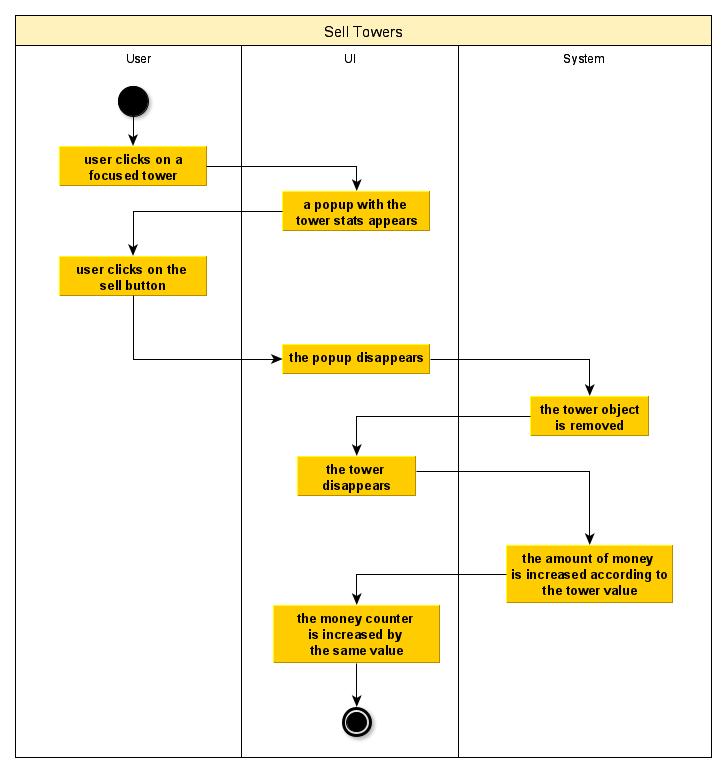 Sell Towers
User
UI
System
user clicks on a
focused tower
a popup with the
tower stats appears
user clicks on the
sell button
the popup disappears
the tower object
is removed
the tower
disappears
the amount of money
is increased according to
the tower value
the money counter
is increased by
the same value